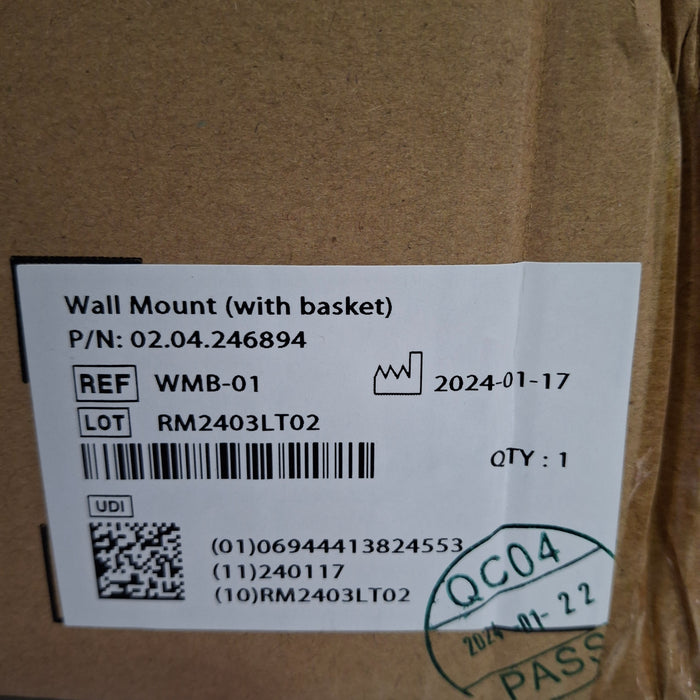 Wall Mount (with basket)
P/N: 02.04.246894
REF WMB-01 2024-01-17
LOT RM2403LT02
QTY : 1
UDI
(01)06944413824553
(11)240117
(10)RM2403LT02
QC04
2024-01-22
PASS